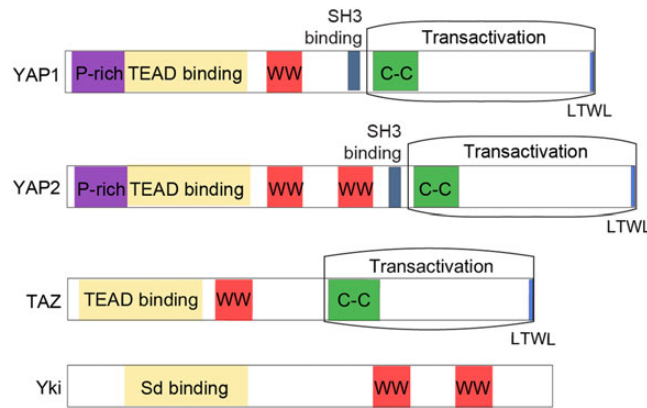 SH3
binding
Transactivation
YAP1
P-rich TEAD binding WW C-C
LTWL
SH3
binding
Transactivation
YAP2
P-rich TEAD binding WW WW C-C
LTWL
Transactivation
TAZ
TEAD binding WW C-C
LTWL
Yki
Sd binding WW WW